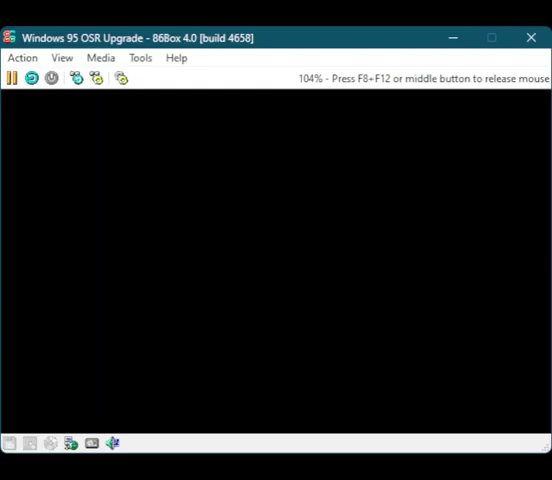 Windows 95 OSR Upgrade - 86Box 4.0 [build 4658]
Action View Media Tools Help
104% - Press F8+F12 or middle button to release mouse